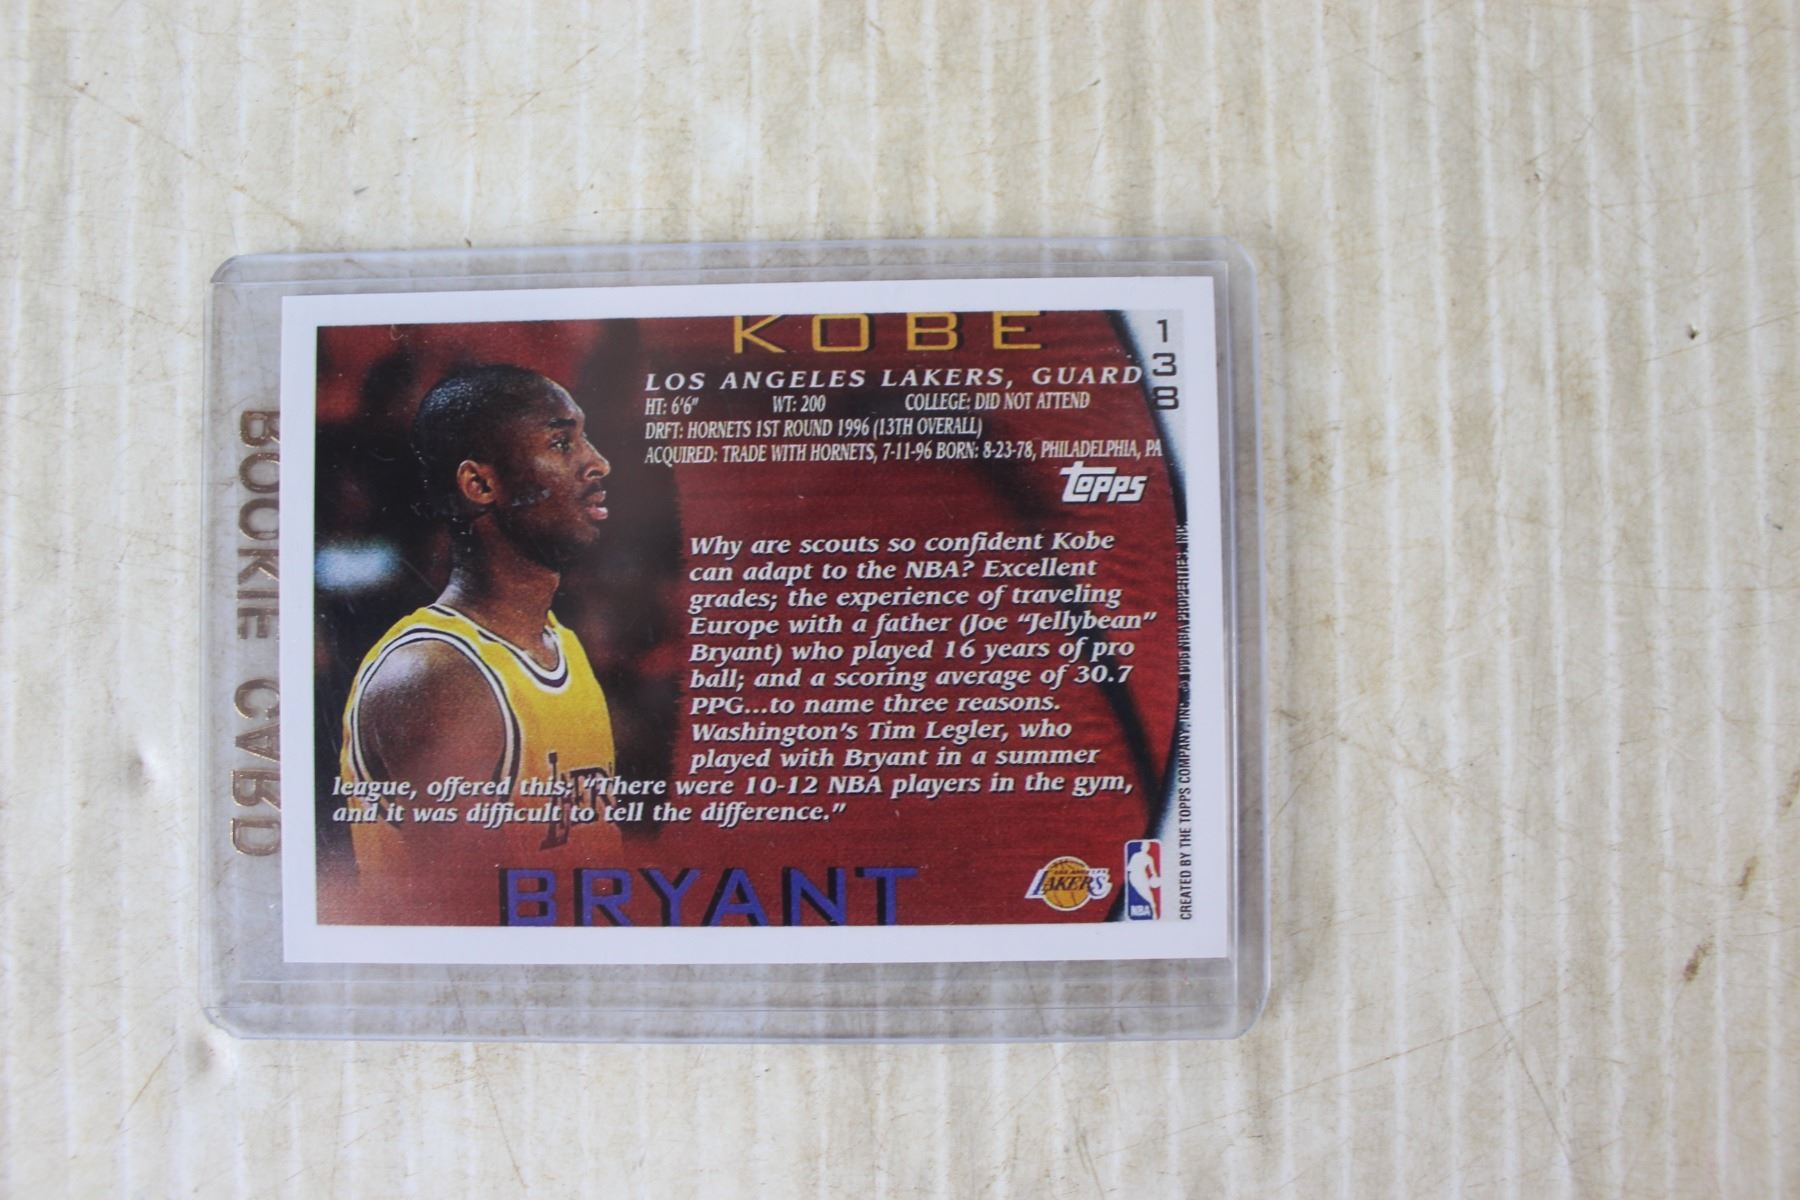 KOBE
138
LOS ANGELES LAKERS, GUARD
HT: 6'6" WT: 200 COLLEGE: DID NOT ATTEND
DRFT: HORNETS 1ST ROUND 1996 (13TH OVERALL)
ACQUIRED: TRADE WITH HORNETS, 7-11-96 BORN: 8-23-78, PHILADELPHIA, PA
Topps
Why are scouts so confident Kobe
can adapt to the NBA? Excellent
grades; the experience of traveling
Europe with a father (Joe “Jellybean”
Bryant) who played 16 years of pro
ball; and a scoring average of 30.7
PPG...to name three reasons.
Washington's Tim Legler, who
played with Bryant in a summer
league, offered this: “There were 10-12 NBA players in the gym,
and it was difficult to tell the difference.”
BRYANT
LOS ANGELES
LAKERS
NBA
CREATED BY THE TOPPS COMPANY, INC. © 1996 NBA PROPERTIES, INC.
ROOKIE CARD